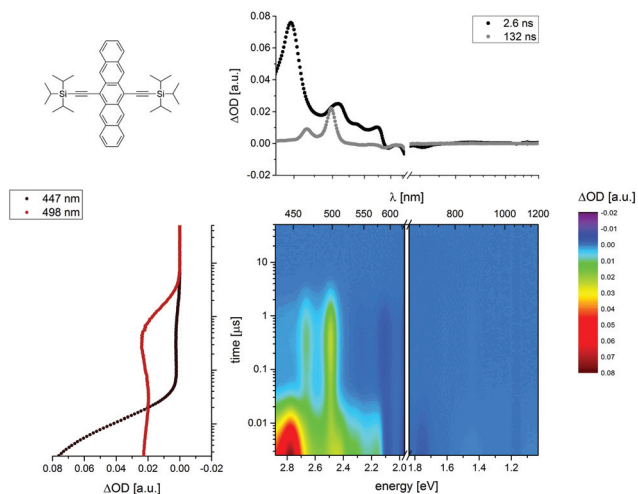 2.6 ns
132 ns
0.08
0.06
0.04
0.02
0.00
-0.02
ΔOD [a.u.]
Si
Si
λ [nm]
450 500 600 800 1000 1200
447 nm
498 nm
time [µs]
1
0.1
0.01
0.08 0.06 0.04 0.02 0.00 -0.02
ΔOD [a.u.]
2.8 2.6 2.4 2.2 2.0 1.8 1.6 1.4 1.2
energy [eV]
ΔOD [a.u.]
-0.02
-0.01
0.00
0.00
0.01
0.02
0.03
0.04
0.05
0.06
0.07
0.08